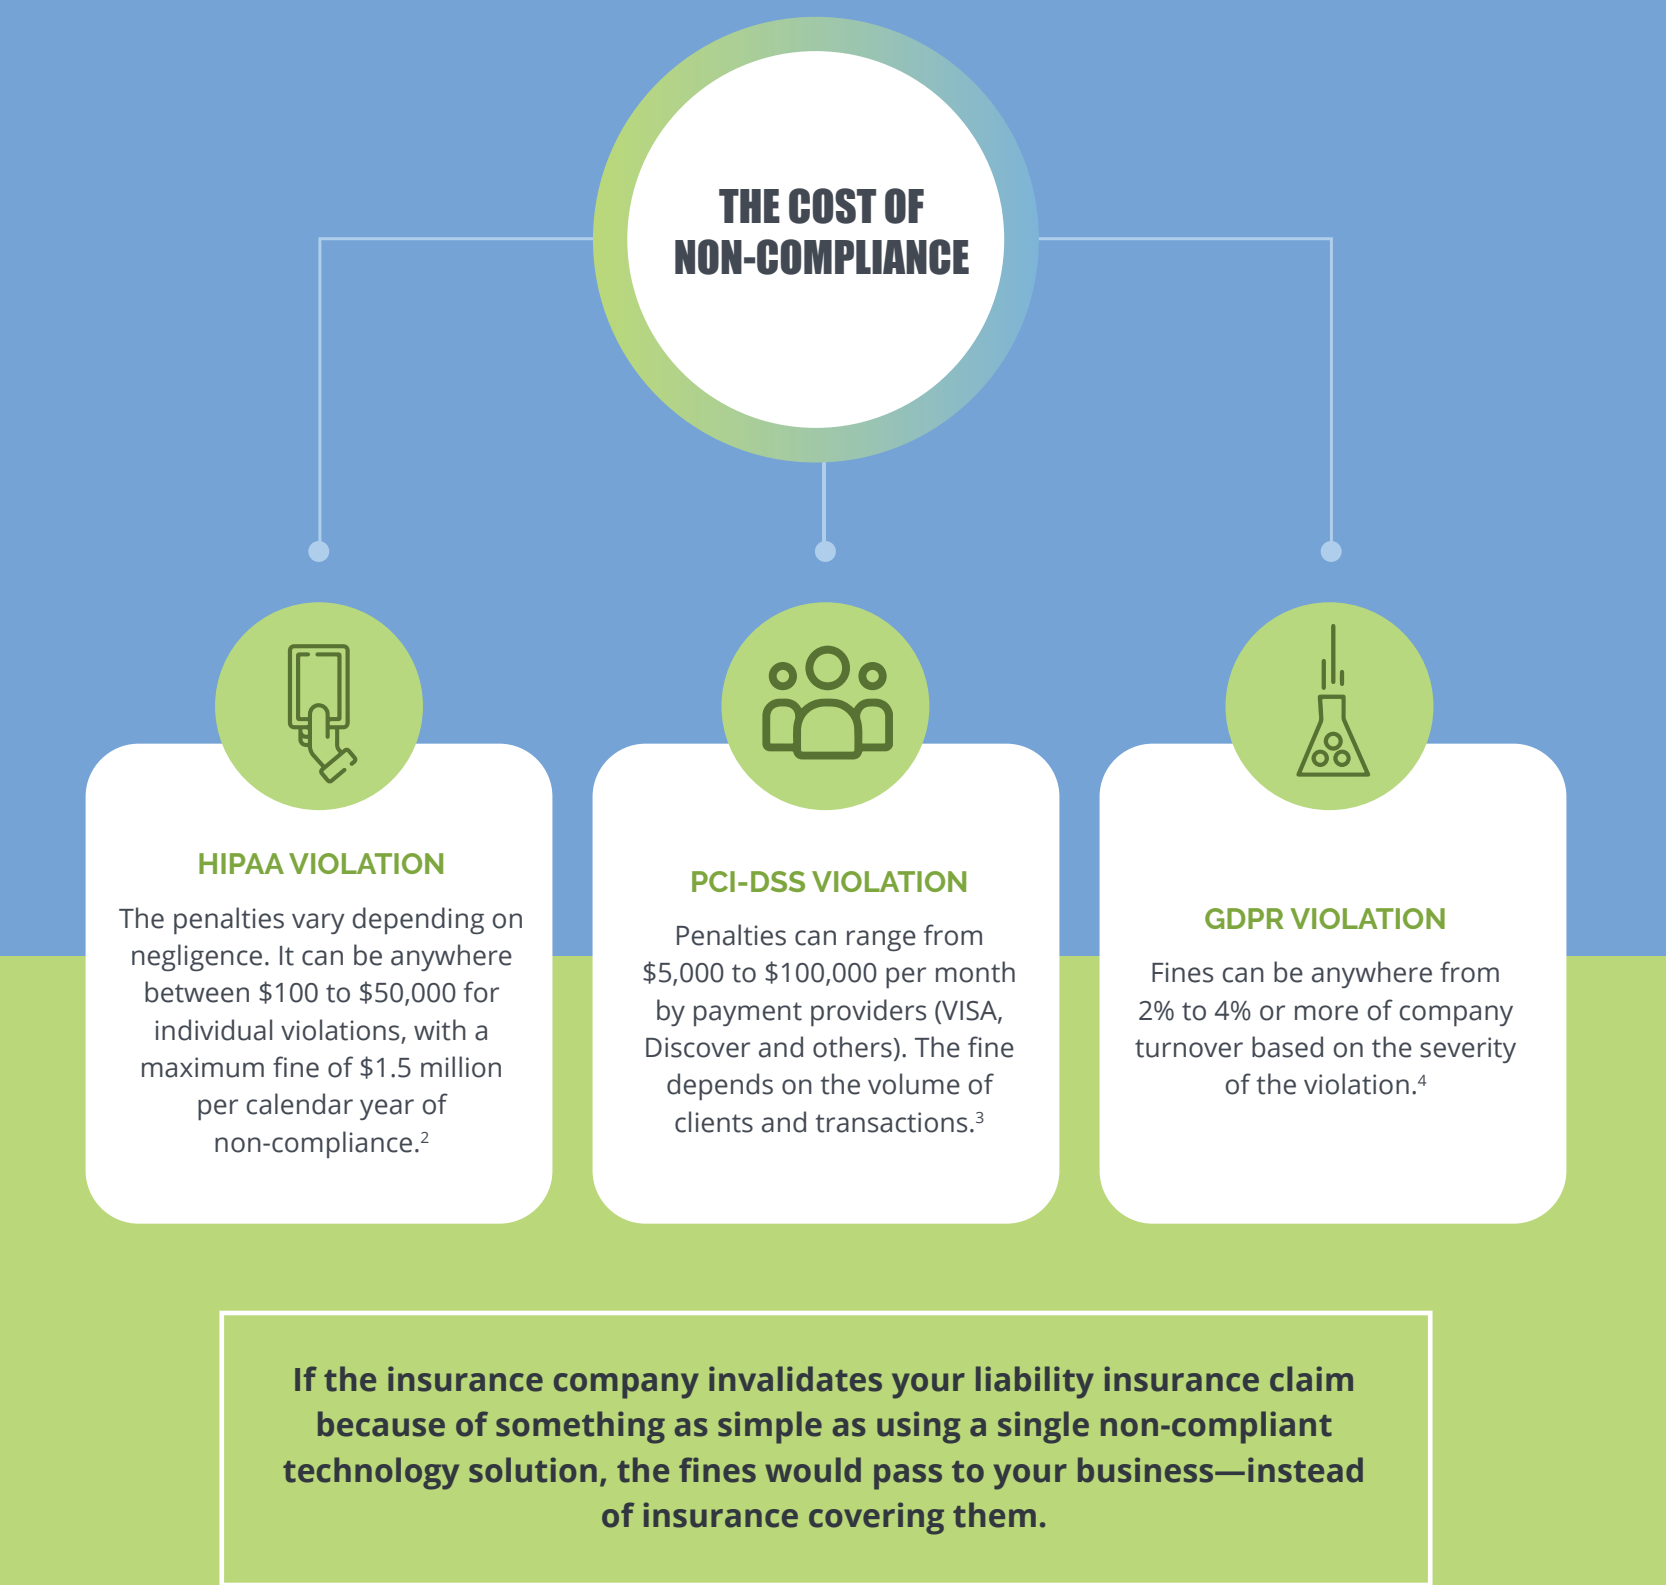 THE COST OF
NON-COMPLIANCE
HIPAA VIOLATION
The penalties vary depending on
negligence. It can be anywhere
between $100 to $50,000 for
individual violations, with a
maximum fine of $1.5 million
per calendar year of
non-compliance.²
PCI-DSS VIOLATION
Penalties can range from
$5,000 to $100,000 per month
by payment providers (VISA,
Discover and others). The fine
depends on the volume of
clients and transactions.³
GDPR VIOLATION
Fines can be anywhere from
2% to 4% or more of company
turnover based on the severity
of the violation.⁴
If the insurance company invalidates your liability insurance claim
because of something as simple as using a single non-compliant
technology solution, the fines would pass to your business—instead
of insurance covering them.